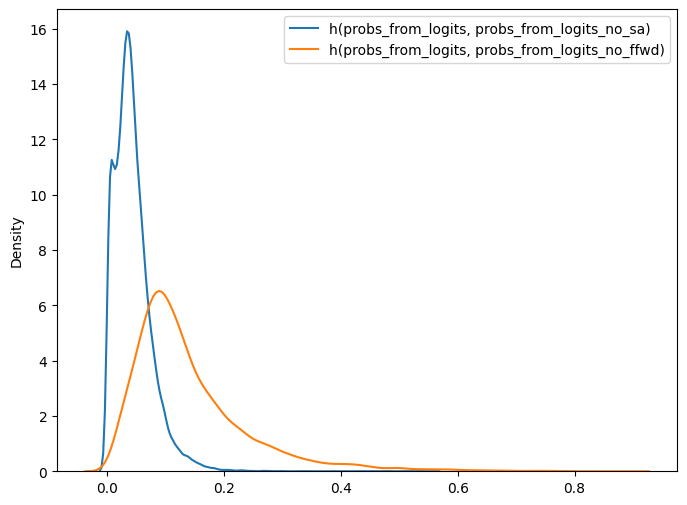 h(probs_from_logits, probs_from_logits_no_sa)
h(probs_from_logits, probs_from_logits_no_ffwd)
Density
16
14
12
10
8
6
4
2
0
0.0 0.2 0.4 0.6 0.8